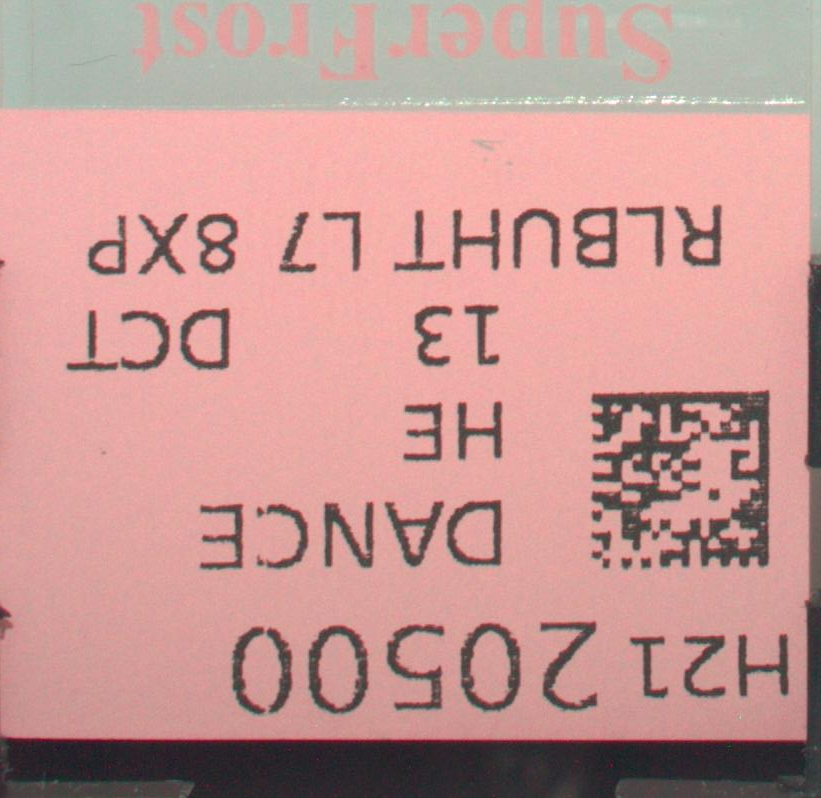 H21 20500
DANCE
HE
13 DCT
RLBUHT L7 8XP
SuperFrost